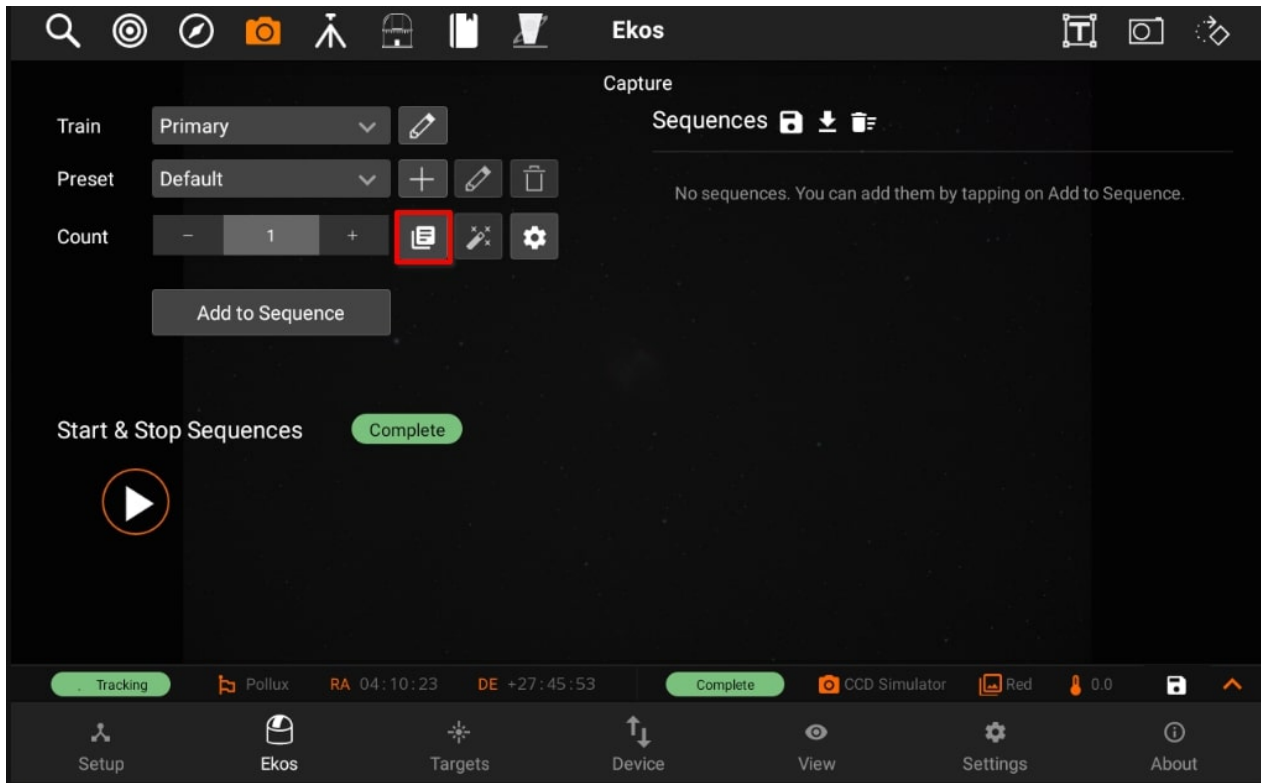 Ekos
Capture
Train
Primary
Preset
Default
Count
-
1
+
Add to Sequence
Sequences
No sequences. You can add them by tapping on Add to Sequence.
Start & Stop Sequences
Complete
Tracking
Pollux
RA 04:10:23
DE +27:45:53
Complete
CCD Simulator
Red
0.0
Setup
Ekos
Targets
Device
View
Settings
About